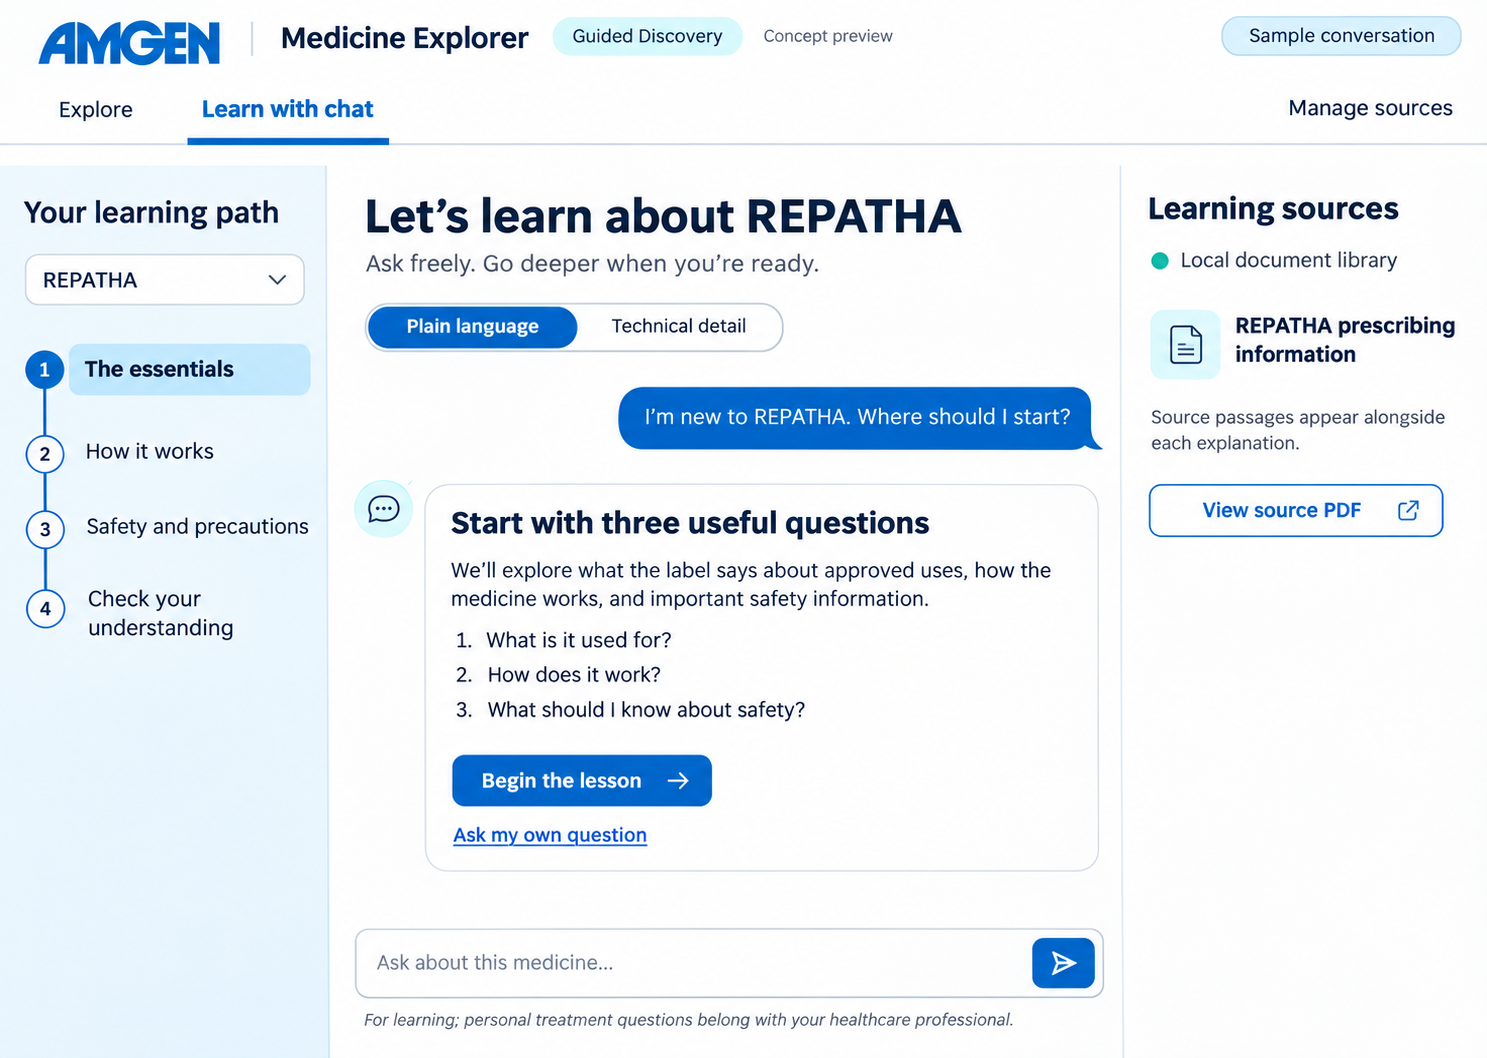 AMGEN
Medicine Explorer
Guided Discovery
Concept preview
Sample conversation
Explore
Learn with chat
Manage sources
Your learning path
REPATHA
1 The essentials
2 How it works
3 Safety and precautions
4 Check your
understanding
Let’s learn about REPATHA
Ask freely. Go deeper when you’re ready.
Plain language
Technical detail
I’m new to REPATHA. Where should I start?
Start with three useful questions
We’ll explore what the label says about approved uses, how the
medicine works, and important safety information.
1. What is it used for?
2. How does it work?
3. What should I know about safety?
Begin the lesson →
Ask my own question
Ask about this medicine...
For learning; personal treatment questions belong with your healthcare professional.
Learning sources
Local document library
REPATHA prescribing
information
Source passages appear alongside
each explanation.
View source PDF